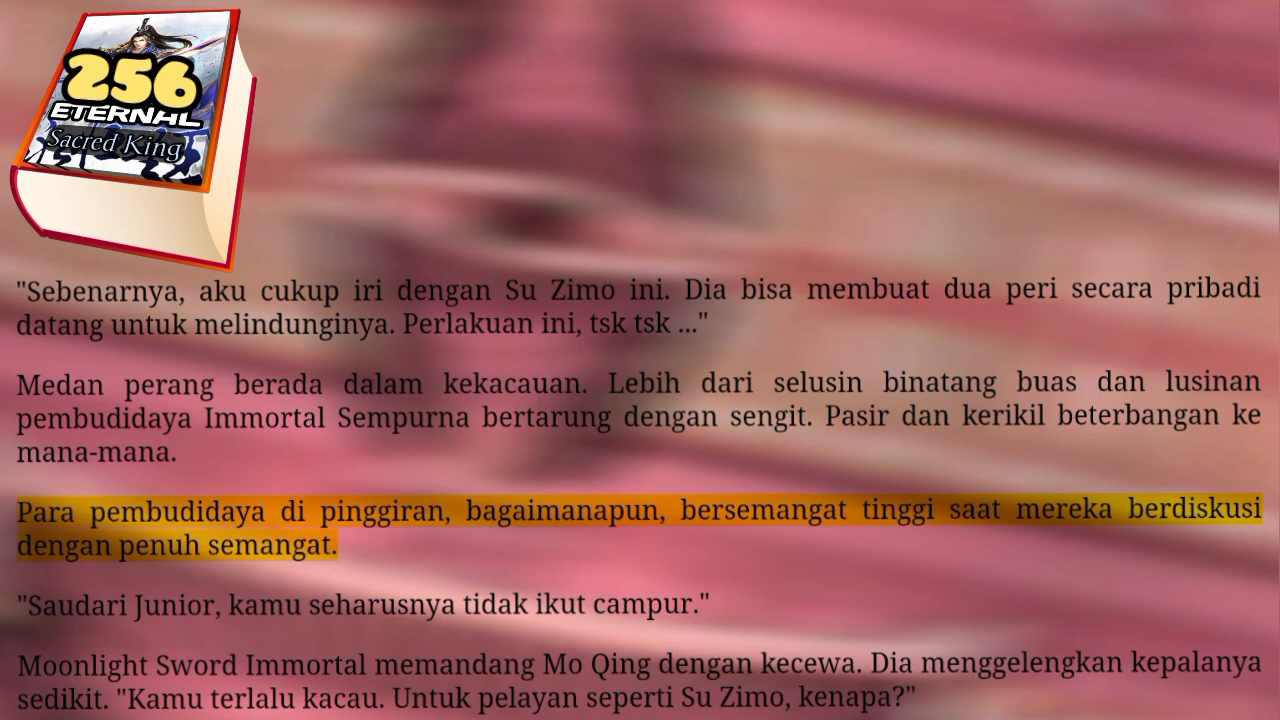 256
ETERNAL
Sacred King
"Sebenarnya, aku cukup iri dengan Su Zimo ini. Dia bisa membuat dua peri secara pribadi
datang untuk melindunginya. Perlakuan ini, tsk tsk ..."
Medan perang berada dalam kekacauan. Lebih dari selusin binatang buas dan lusinan
pembudidaya Immortal Sempurna bertarung dengan sengit. Pasir dan kerikil beterbangan ke
mana-mana.
Para pembudidaya di pinggiran, bagaimanapun, bersemangat tinggi saat mereka berdiskusi
dengan penuh semangat.
"Saudari Junior, kamu seharusnya tidak ikut campur."
Moonlight Sword Immortal memandang Mo Qing dengan kecewa. Dia menggelengkan kepalanya
sedikit. "Kamu terlalu kacau. Untuk pelayan seperti Su Zimo, kenapa?"